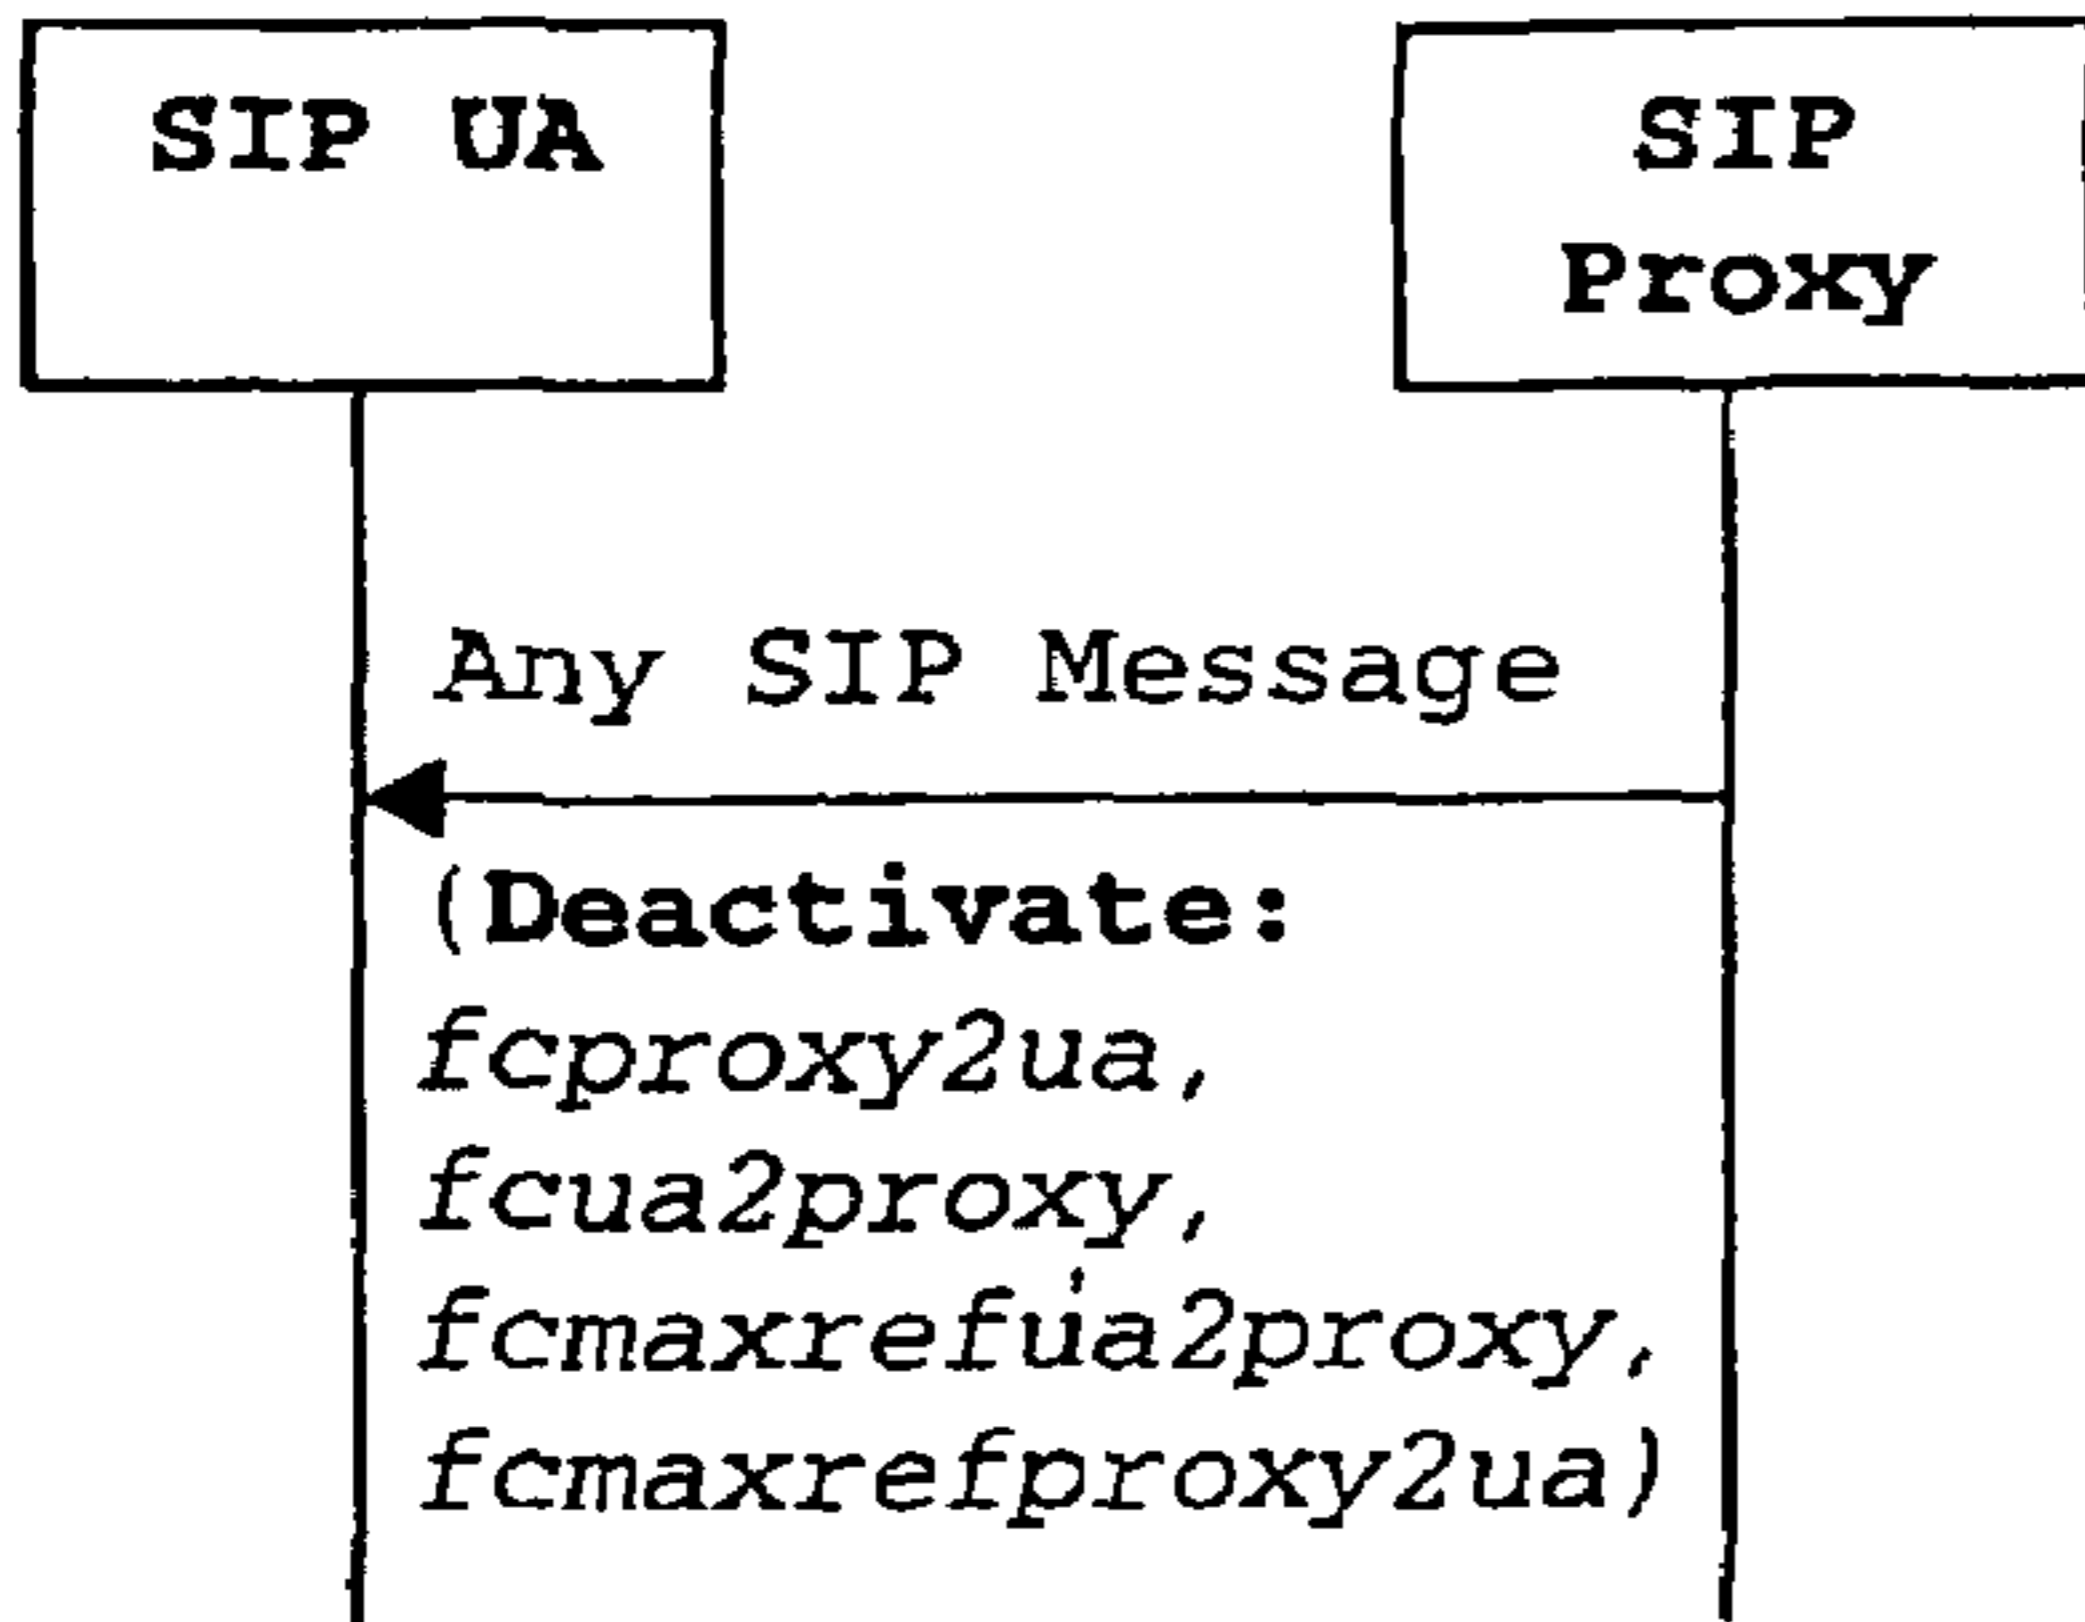 SIP UA
SIP
Proxy
Any SIP Message
(Deactivate:
fcproxy2ua,
fcua2proxy,
fcmaxrefua2proxy,
fcmaxrefproxy2ua)